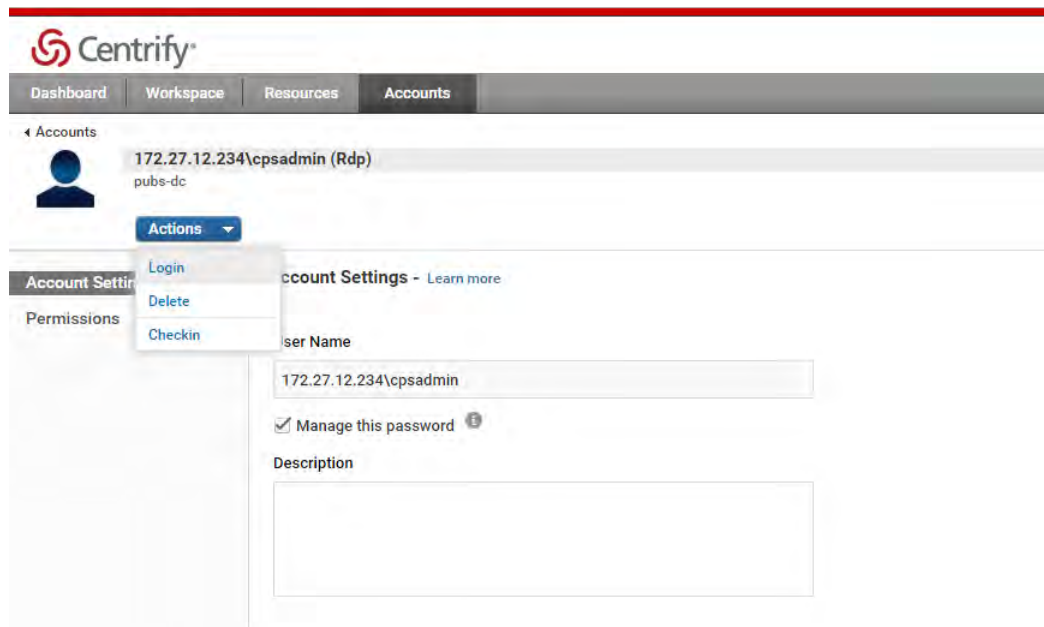 Centrify
Dashboard Workspace Resources Accounts
Accounts
172.27.12.234\cpsadmin (Rdp)
pubs-dc
Actions
Login
Delete
Checkin
Account Settin
Permissions
ccount Settings - Learn more
ser Name
172.27.12.234\cpsadmin
Manage this password
Description